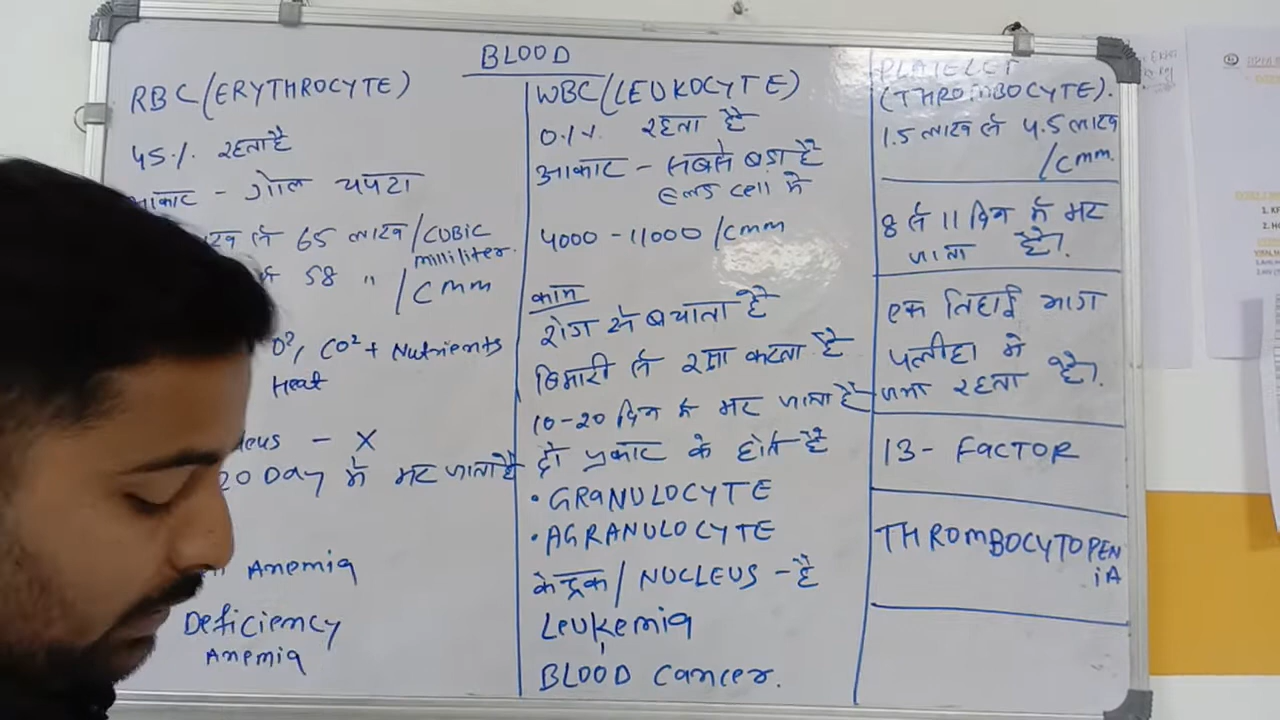 BLOOD
RBC (ERYTHROCYTE)
45% रहता है
आकार - गोल चपटा
लाख से 65 लाख / CUBIC
milliliter.
से 58 " / cmm
O², CO² + Nutrients
Heat
- X
20 Day में मर जाता है
Anemia
Deficiency
Anemia
WBC (LEUKOCYTE)
0.1% रहता है
आकार - सबसे बड़ा है
cell में
4000 - 11000 / cmm
काम
रोग से बचाता है
बिमारी से रक्षा करता है
10-20 दिन में मर जाता है
दो प्रकार के होते है
• GRANULOCYTE
• AGRANULOCYTE
केन्द्रक / NUCLEUS - है
Leukemia
BLOOD cancer.
PLATELET
(THROMBOCYTE).
1.5 लाख से 4.5 लाख
/cmm.
8 से 11 दिन में मर
जाता है।
एक तिहाई भाग
पलीहा में
जमा रहता है।
13 - FACTOR
THROMBOCYTOPEN
iA